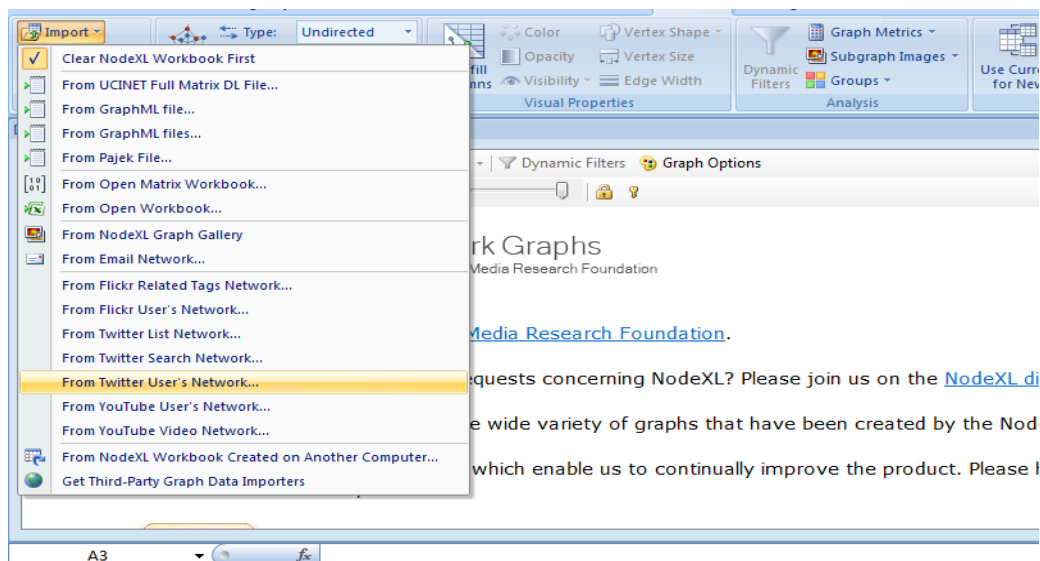 Import
Type: Undirected
Color
Vertex Shape
Graph Metrics
Opacity
Vertex Size
Subgraph Images
fill
Dynamic
Use Curre
nns
Visibility
Edge Width
Filters
Groups
for New
Visual Properties
Analysis
Clear NodeXL Workbook First
From UCINET Full Matrix DL File...
From GraphML file...
From GraphML files...
From Pajek File...
From Open Matrix Workbook...
From Open Workbook...
From NodeXL Graph Gallery
From Email Network...
From Flickr Related Tags Network...
From Flickr User's Network...
From Twitter List Network...
From Twitter Search Network...
From Twitter User's Network...
From YouTube User's Network...
From YouTube Video Network...
From NodeXL Workbook Created on Another Computer...
Get Third-Party Graph Data Importers
Dynamic Filters Graph Options
rk Graphs
Media Research Foundation
Media Research Foundation.
equests concerning NodeXL? Please join us on the NodeXL di
e wide variety of graphs that have been created by the Nod
which enable us to continually improve the product. Please h
A3 fx